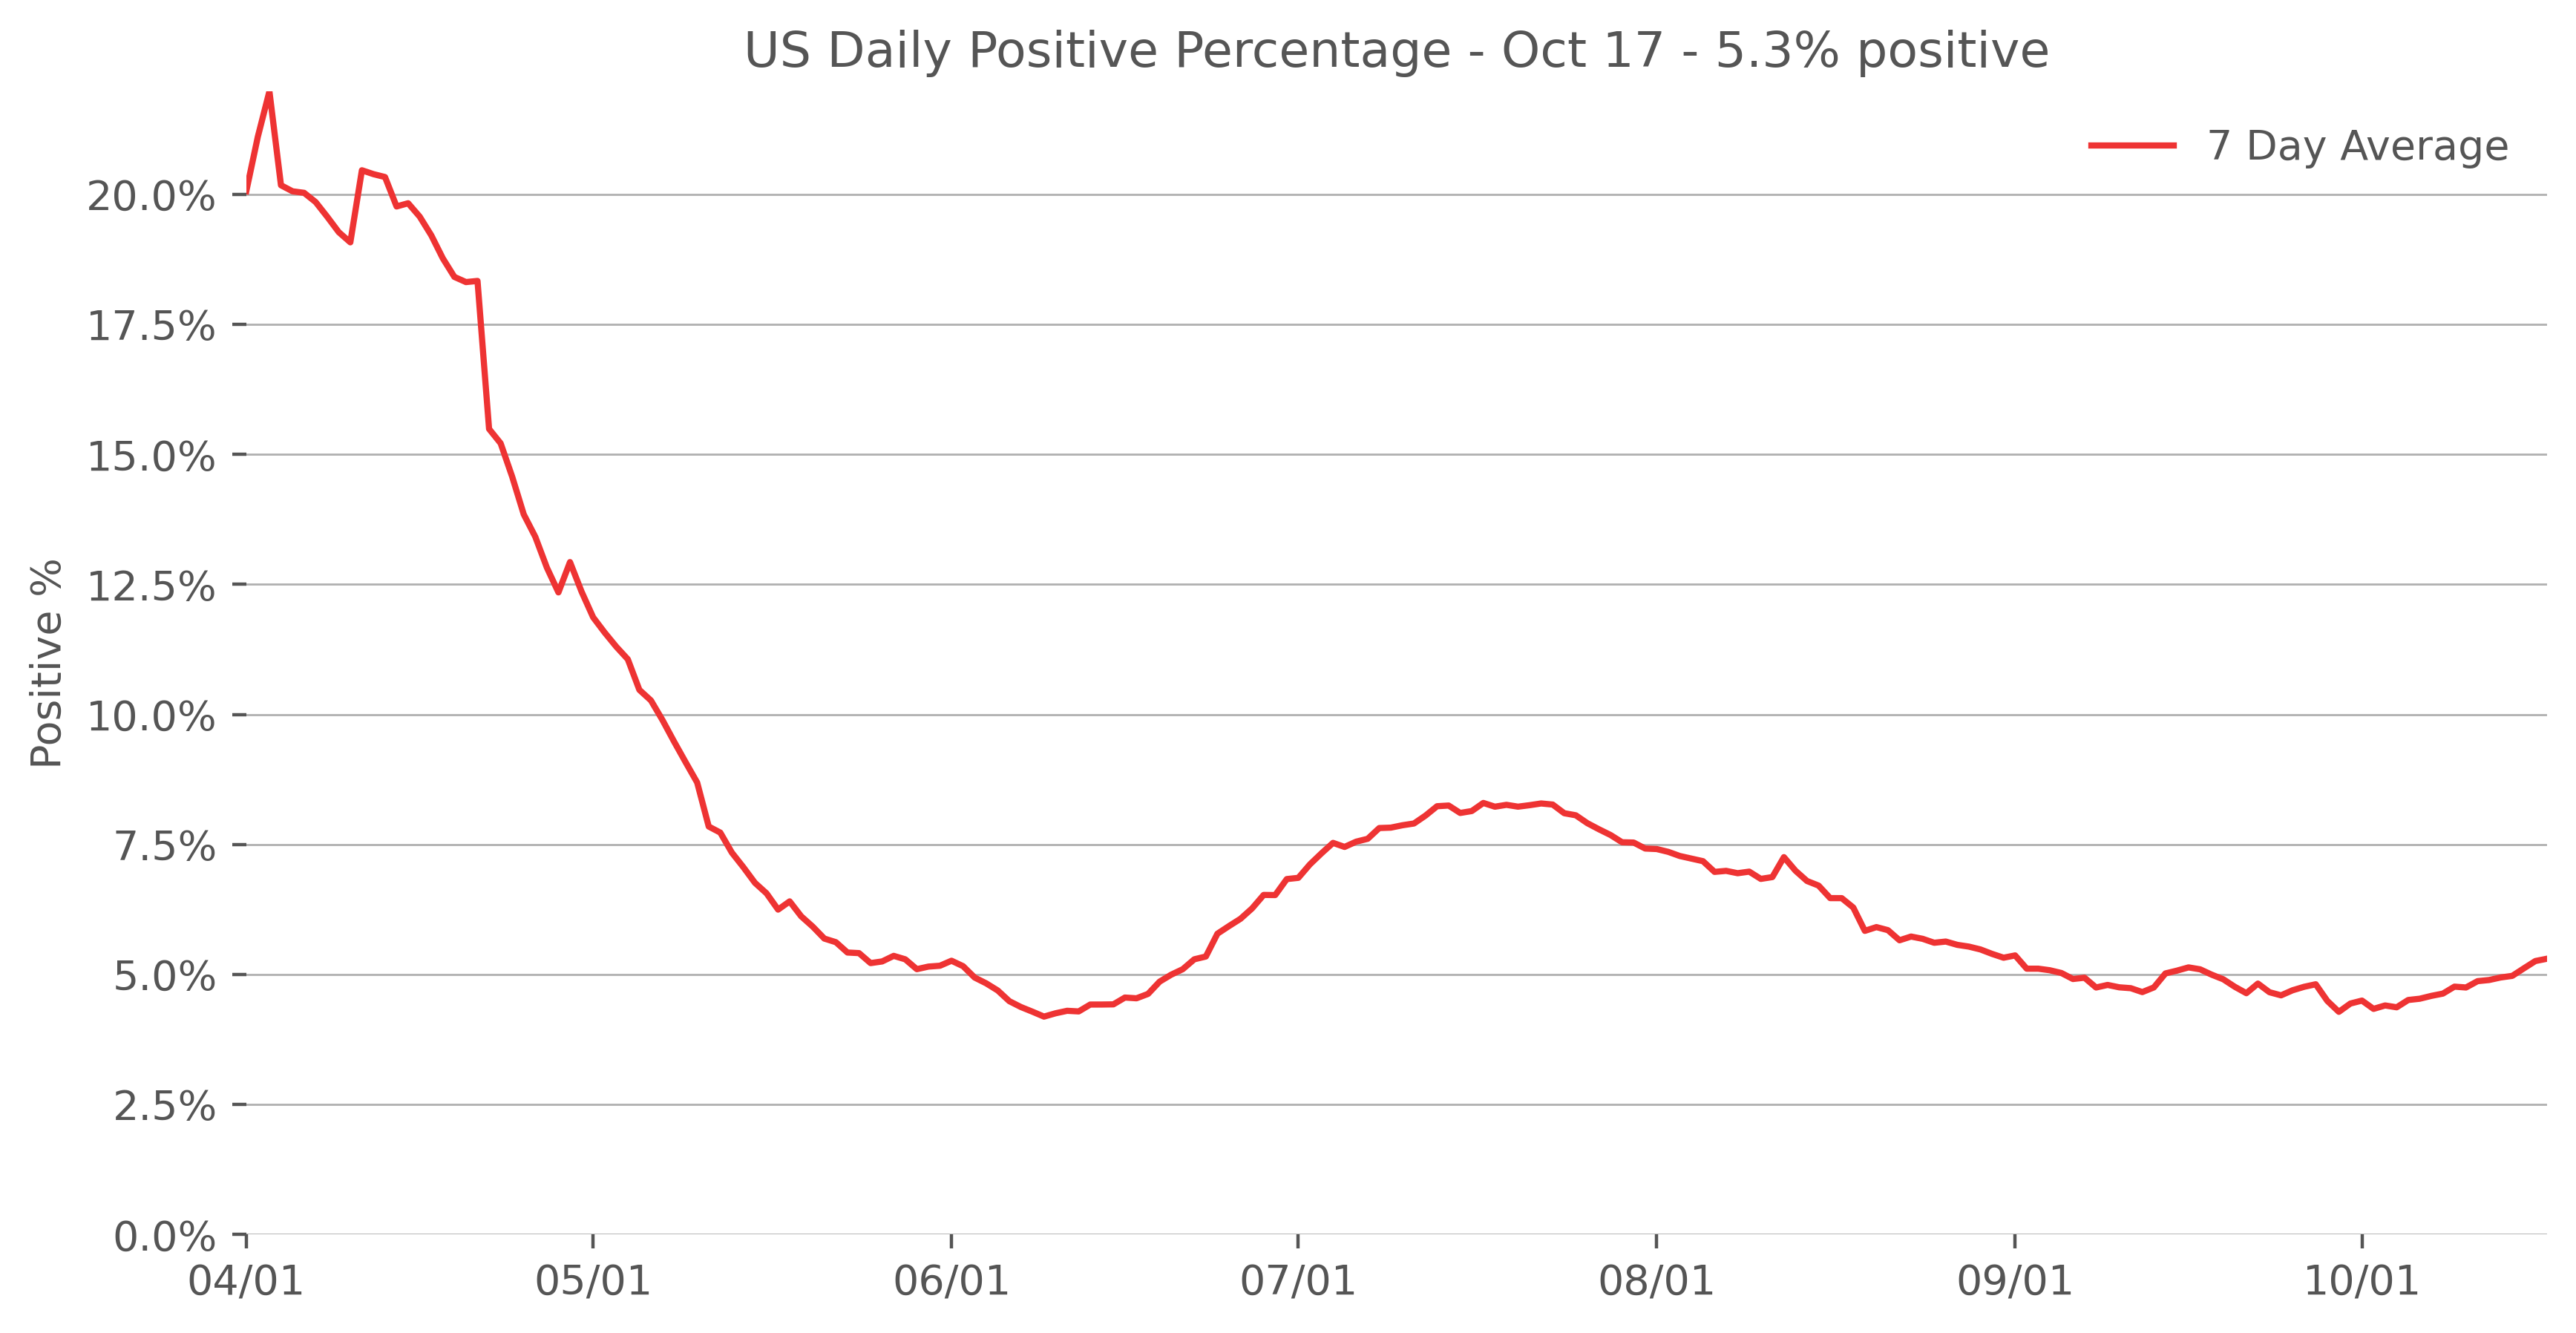 US Daily Positive Percentage - Oct 17 - 5.3% positive
7 Day Average
20.0%
17.5%
15.0%
12.5%
10.0%
7.5%
5.0%
2.5%
0.0%
Positive %
04/01 05/01 06/01 07/01 08/01 09/01 10/01